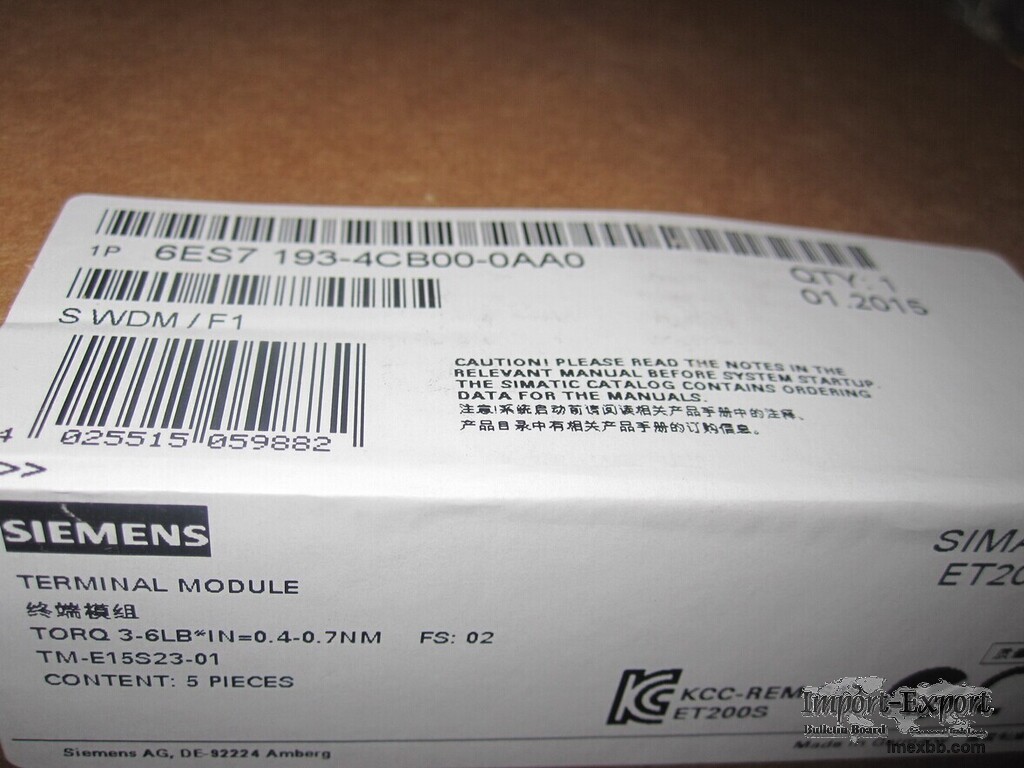 1P 6ES7 193-4CB00-0AA0
QTY: 1
01.2015
S WDM / F1
CAUTION! PLEASE READ THE NOTES IN THE
RELEVANT MANUAL BEFORE SYSTEM STARTUP.
THE SIMATIC CATALOG CONTAINS ORDERING
DATA FOR THE MANUALS.
注意!系统启动前请阅读相关产品手册中的注释、
产品目录中有相关产品手册的订购信息。
4 025515 059882
>>
SIEMENS
SIMA
ET20
TERMINAL MODULE
终端模组
TORQ 3-6LB*IN=0.4-0.7NM FS: 02
TM-E15S23-01
CONTENT: 5 PIECES
KCC-REM
ET200S
Import-Export.
Bulletin Board
imexbb.com
Made in
Siemens AG, DE-92224 Amberg